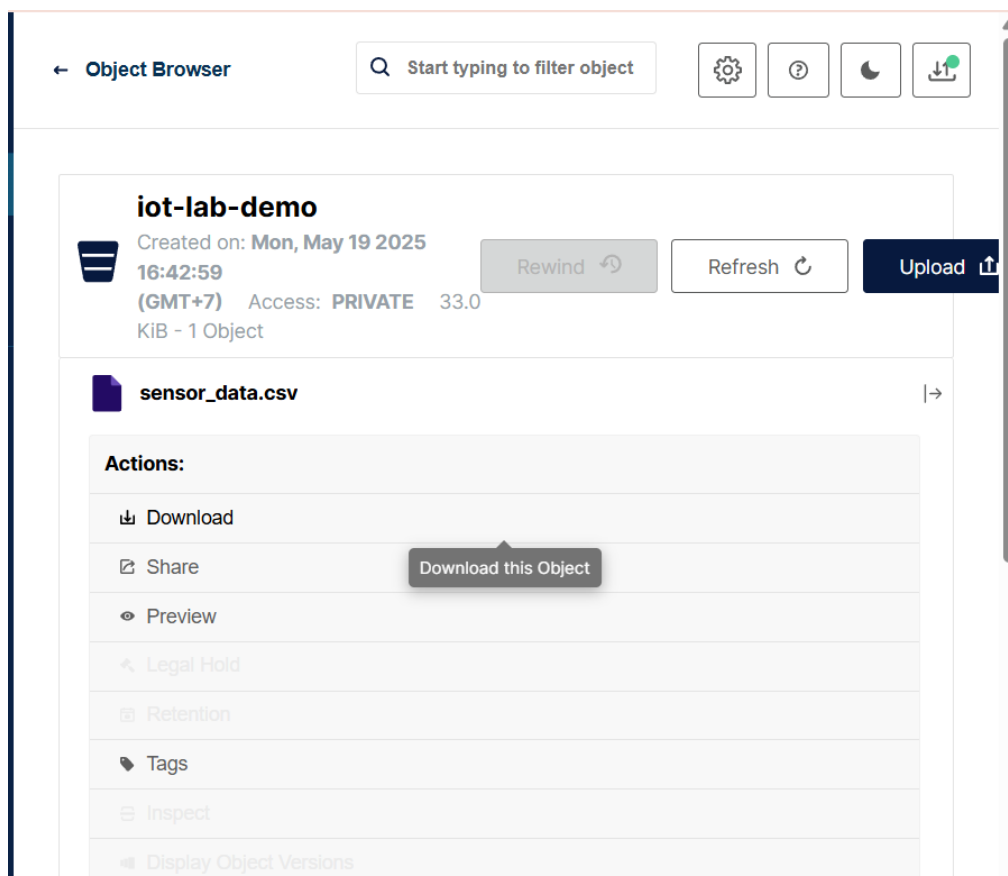 ← Object Browser
Start typing to filter object
iot-lab-demo
Created on: Mon, May 19 2025
16:42:59
(GMT+7) Access: PRIVATE 33.0
KiB - 1 Object
Rewind
Refresh
Upload
sensor_data.csv
Actions:
Download
Share
Download this Object
Preview
Legal Hold
Retention
Tags
Inspect
Display Object Versions